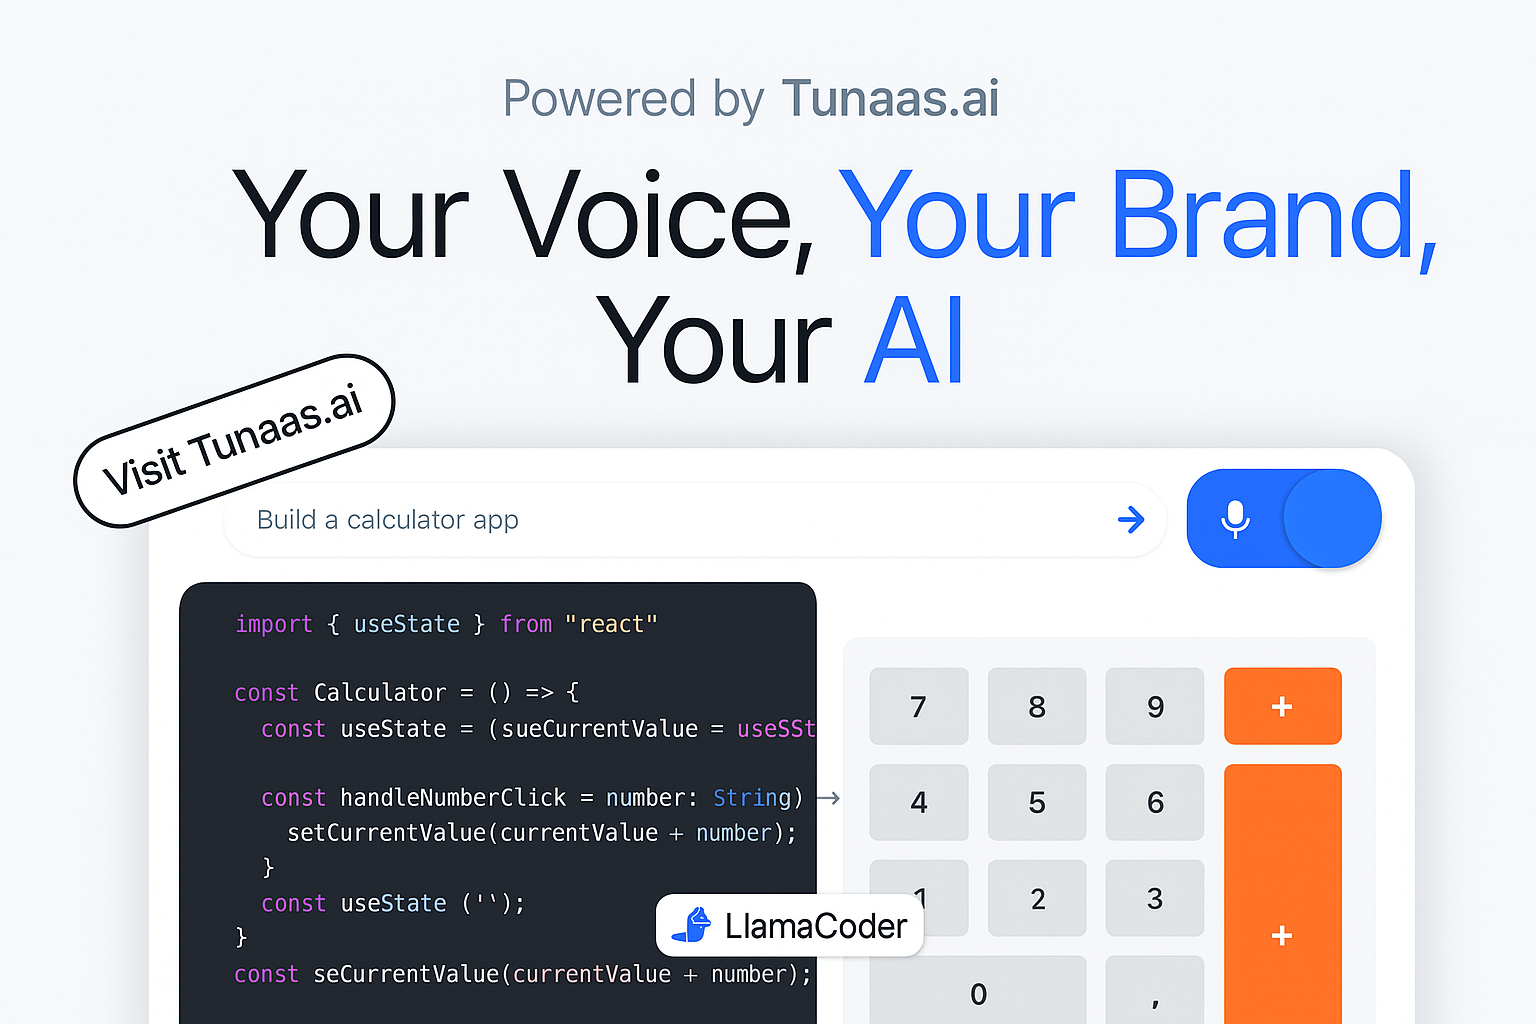 Powered by Tunaas.ai
Your Voice, Your Brand,
Your AI
Visit Tunaas.ai
Build a calculator app
import { useState } from "react"
const Calculator = () => {
const useState = (sueCurrentValue = useSSt
const handleNumberClick = number: String)
setCurrentValue(currentValue + number);
}
const useState ('');
}
const seCurrentValue(currentValue + number);
7 8 9 +
4 5 6
1 2 3 +
0 ,
LlamaCoder